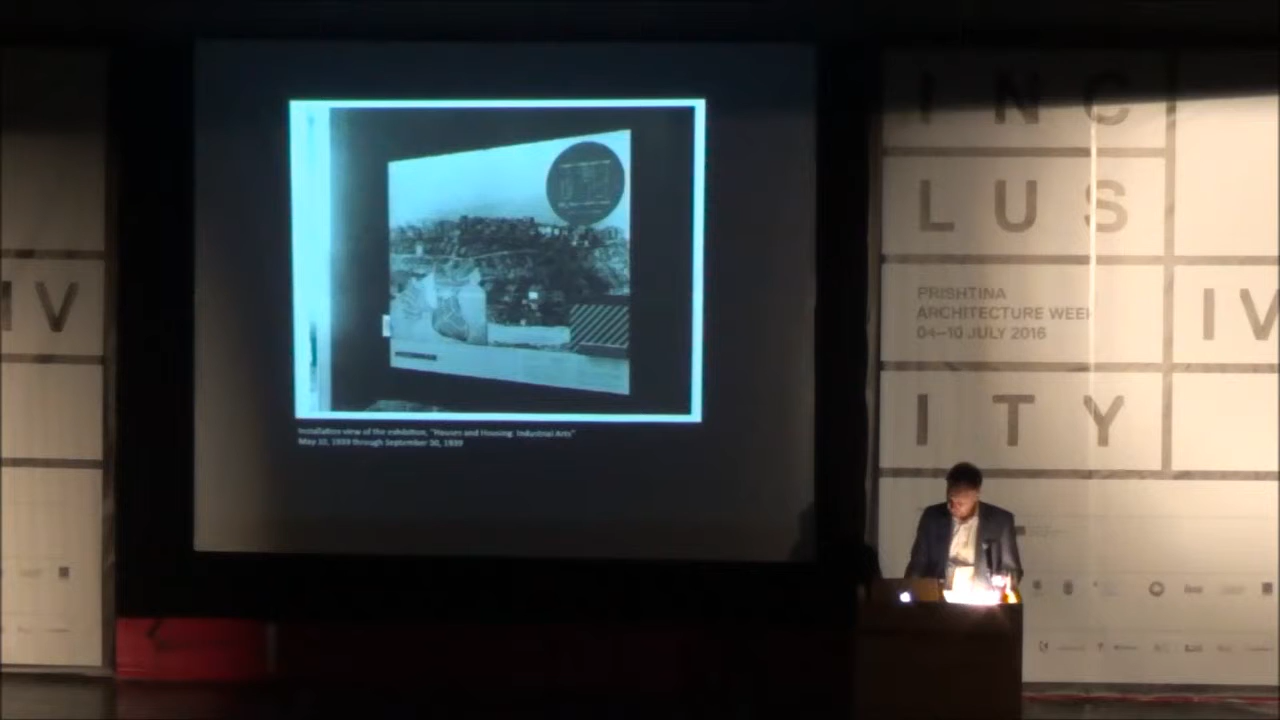 Installation view of the exhibition, "Houses and Housing: Industrial Arts"
May 10, 1939 through September 30, 1939
INC
LUS
PRISHTINA
ARCHITECTURE WEEK
04–10 JULY 2016
ITY
IV
IV